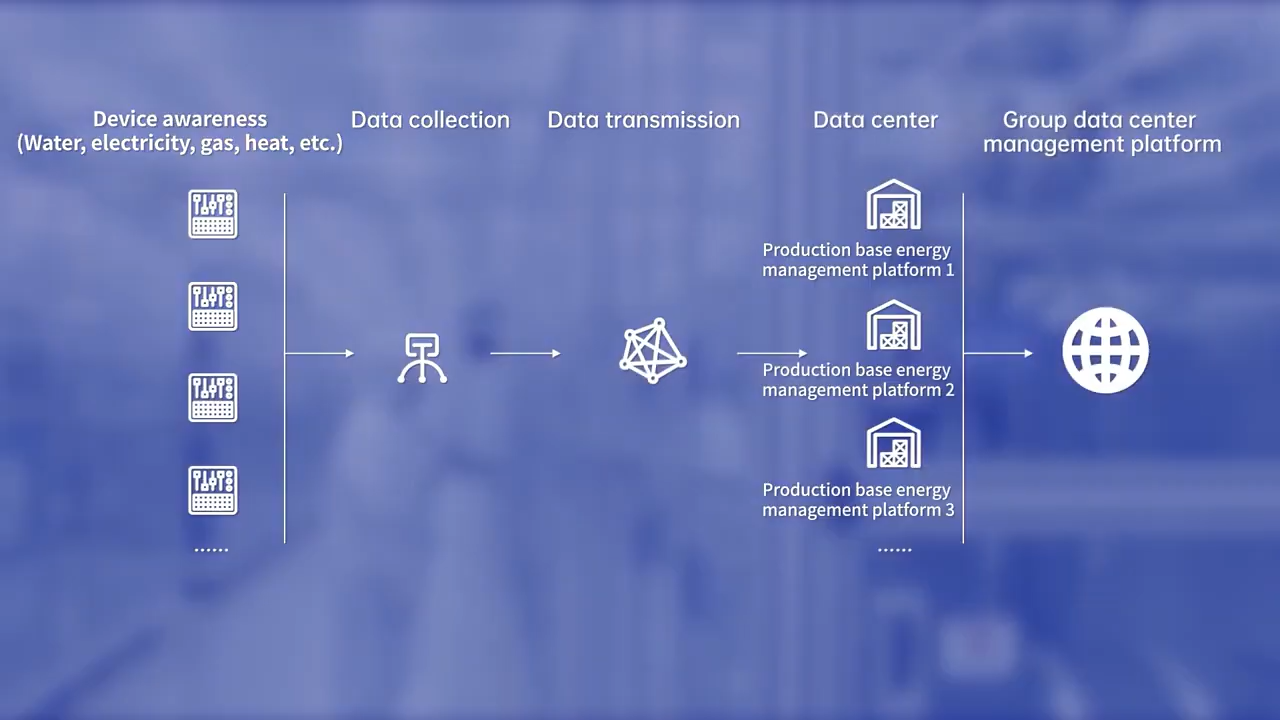 Device awareness
(Water, electricity, gas, heat, etc.)
Data collection
Data transmission
Data center
Group data center
management platform
Production base energy
management platform 1
Production base energy
management platform 2
Production base energy
management platform 3
......
......